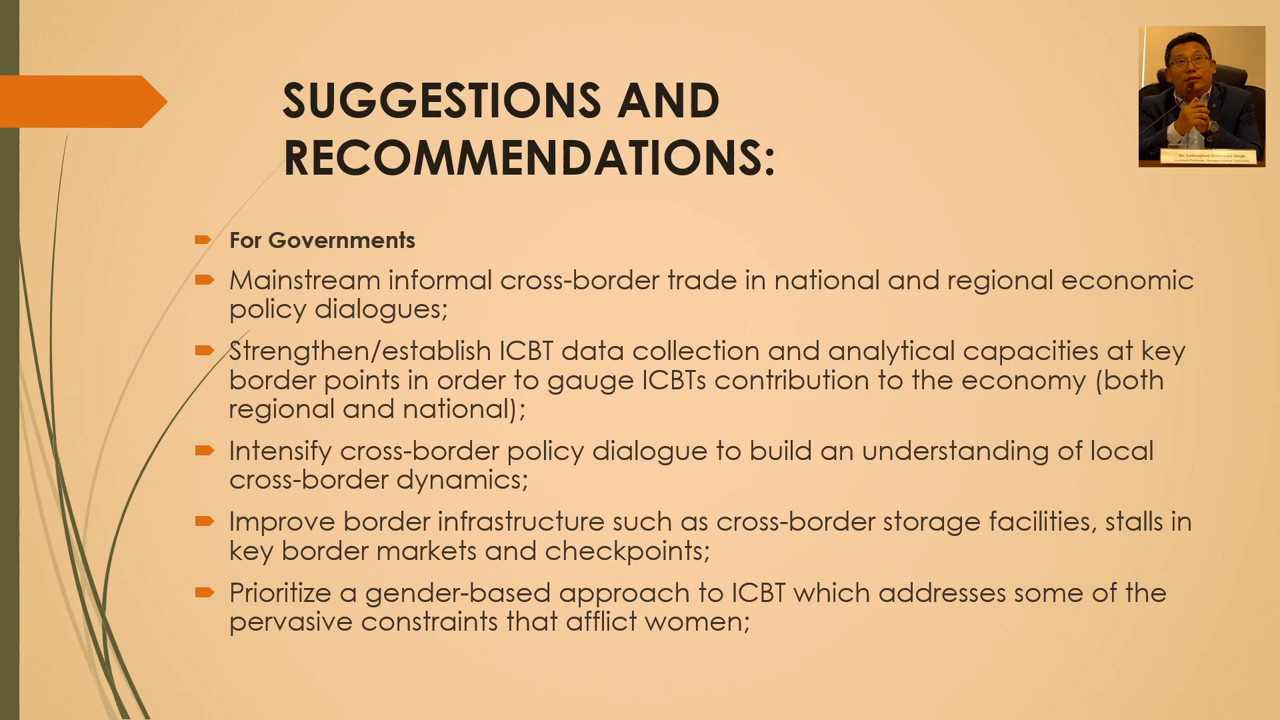 SUGGESTIONS AND
RECOMMENDATIONS:
For Governments
Mainstream informal cross-border trade in national and regional economic
policy dialogues;
Strengthen/establish ICBT data collection and analytical capacities at key
border points in order to gauge ICBTs contribution to the economy (both
regional and national);
Intensify cross-border policy dialogue to build an understanding of local
cross-border dynamics;
Improve border infrastructure such as cross-border storage facilities, stalls in
key border markets and checkpoints;
Prioritize a gender-based approach to ICBT which addresses some of the
pervasive constraints that afflict women;